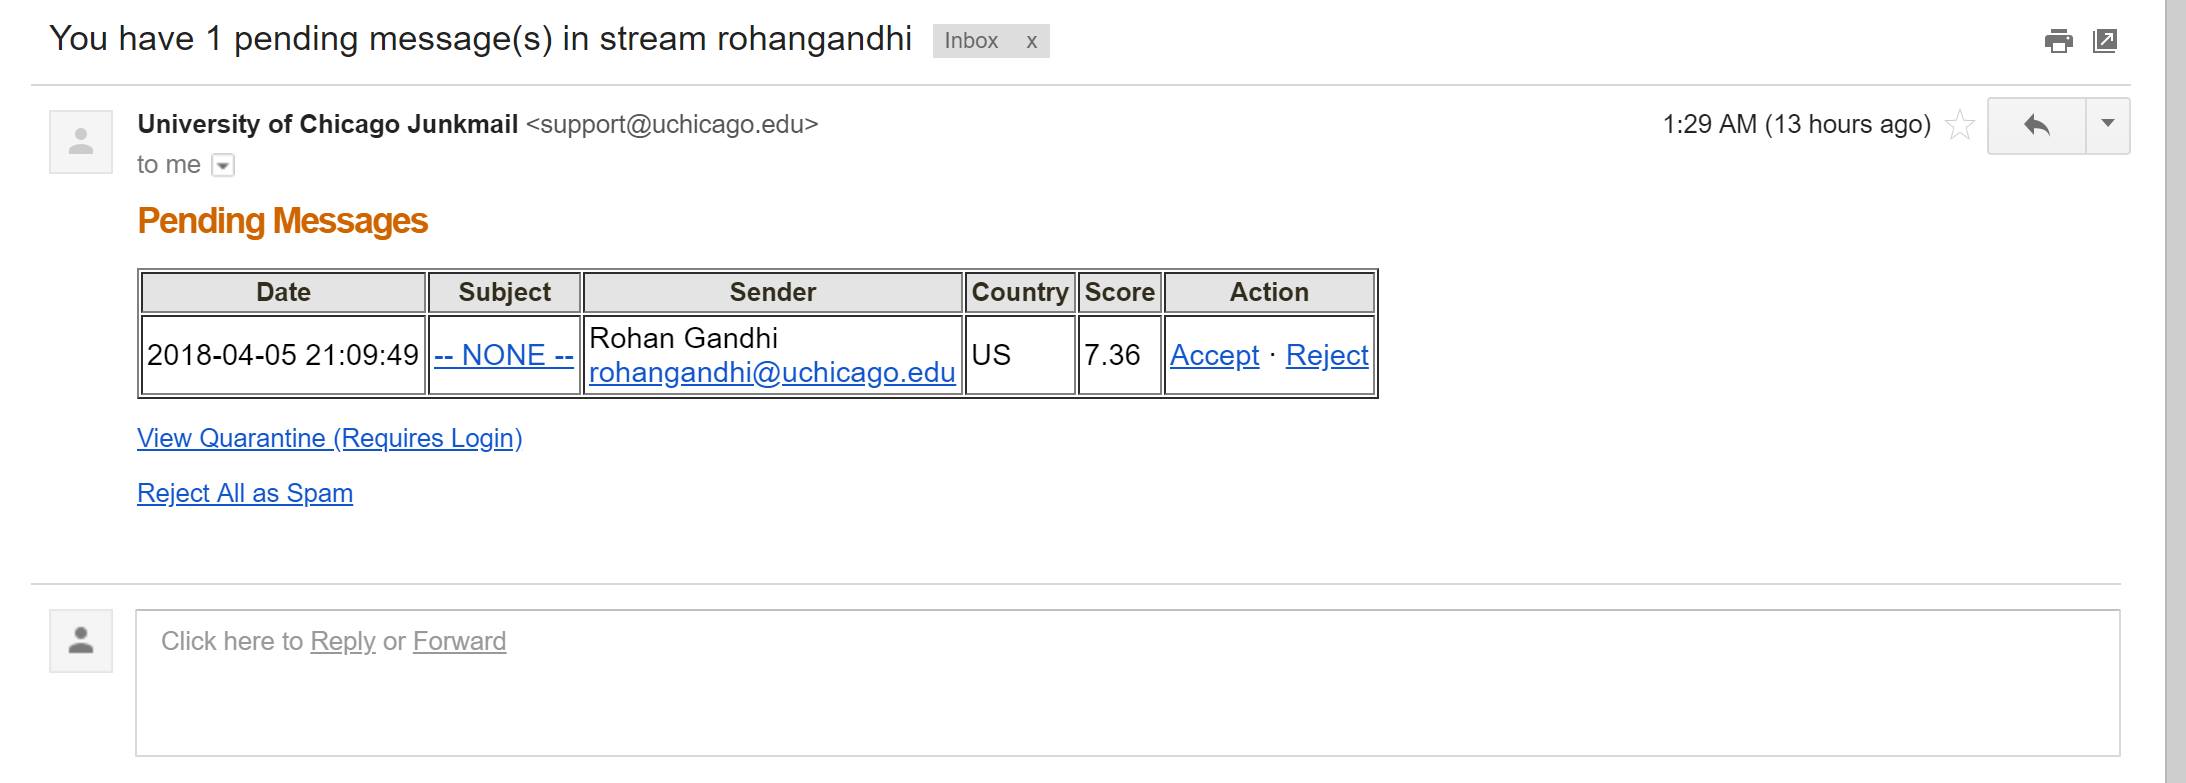 You have 1 pending message(s) in stream rohangandhi Inbox x
University of Chicago Junkmail <support@uchicago.edu> 1:29 AM (13 hours ago)
to me
Pending Messages
Date Subject Sender Country Score Action
2018-04-05 21:09:49 -- NONE -- Rohan Gandhi US 7.36 Accept · Reject
rohangandhi@uchicago.edu
View Quarantine (Requires Login)
Reject All as Spam
Click here to Reply or Forward